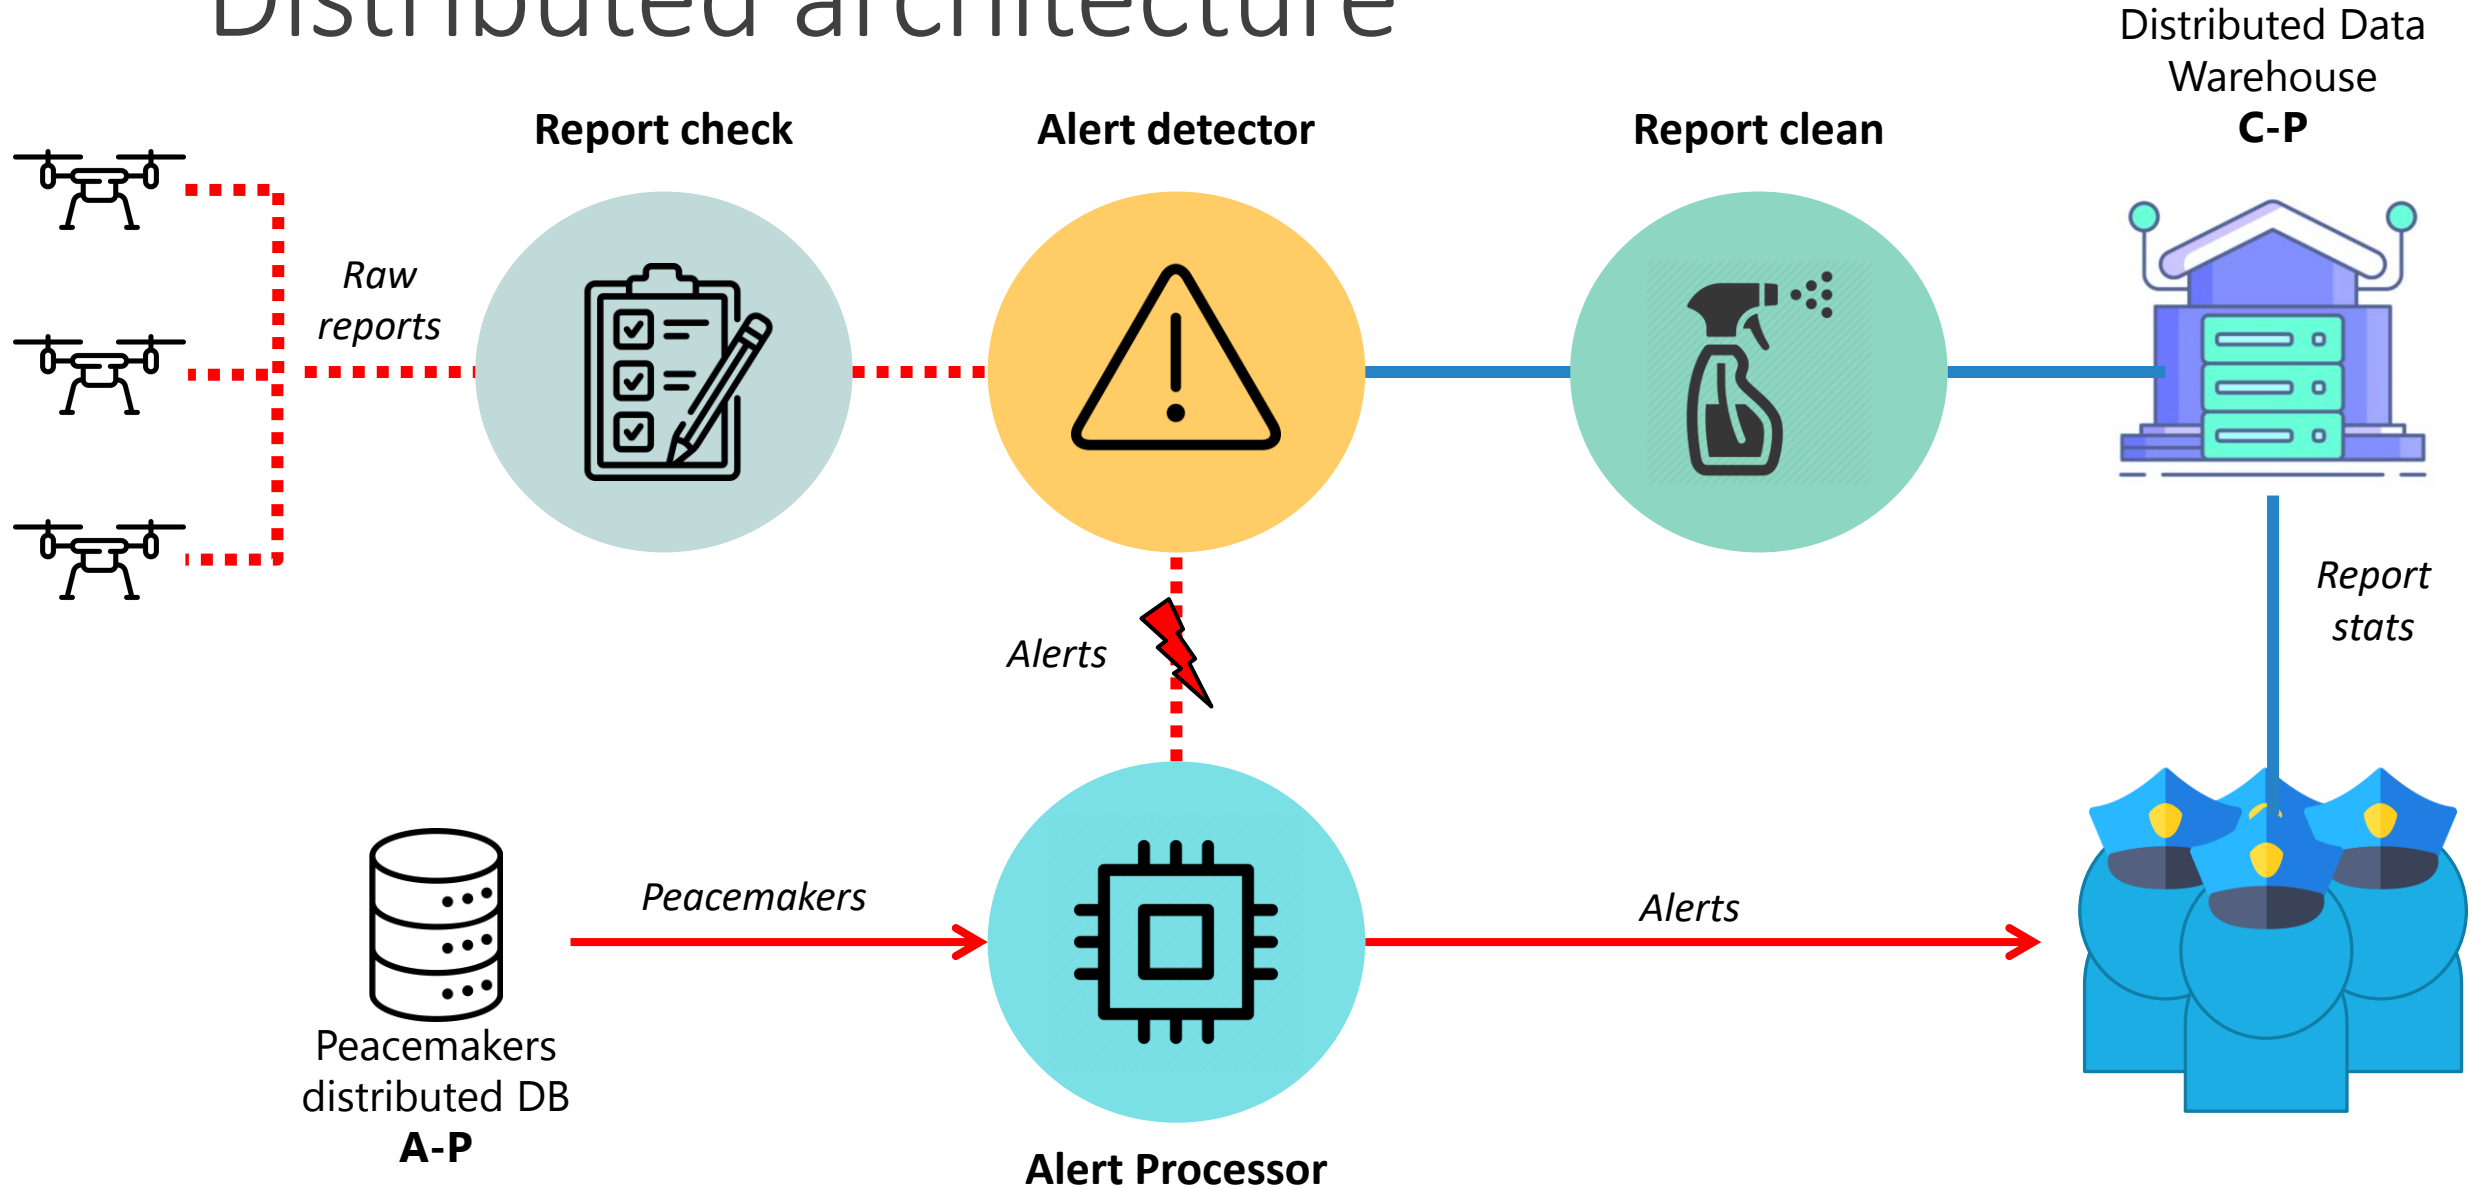 Distributed architecture
Distributed Data
Warehouse
C-P
Report check
Alert detector
Report clean
Raw
reports
Report
stats
Alerts
Peacemakers
Alerts
Peacemakers
distributed DB
A-P
Alert Processor